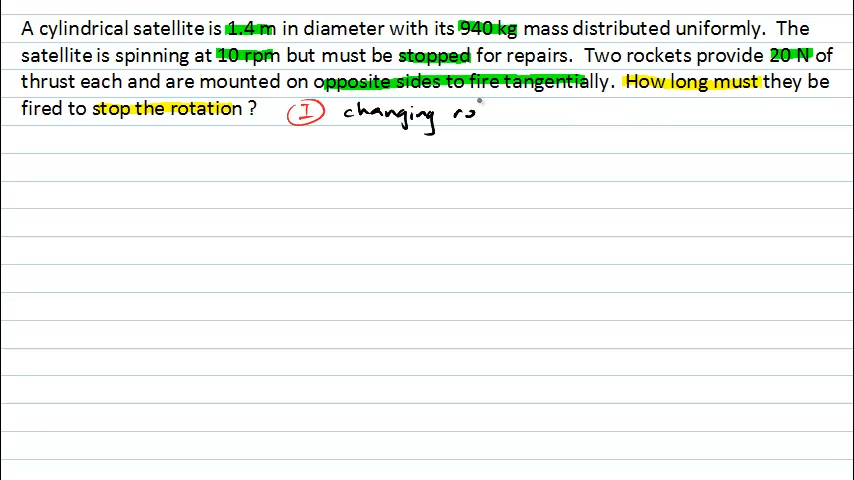 A cylindrical satellite is 1.4 m in diameter with its 940 kg mass distributed uniformly. The
satellite is spinning at 10 rpm but must be stopped for repairs. Two rockets provide 20 N of
thrust each and are mounted on opposite sides to fire tangentially. How long must they be
fired to stop the rotation ? I changing ro